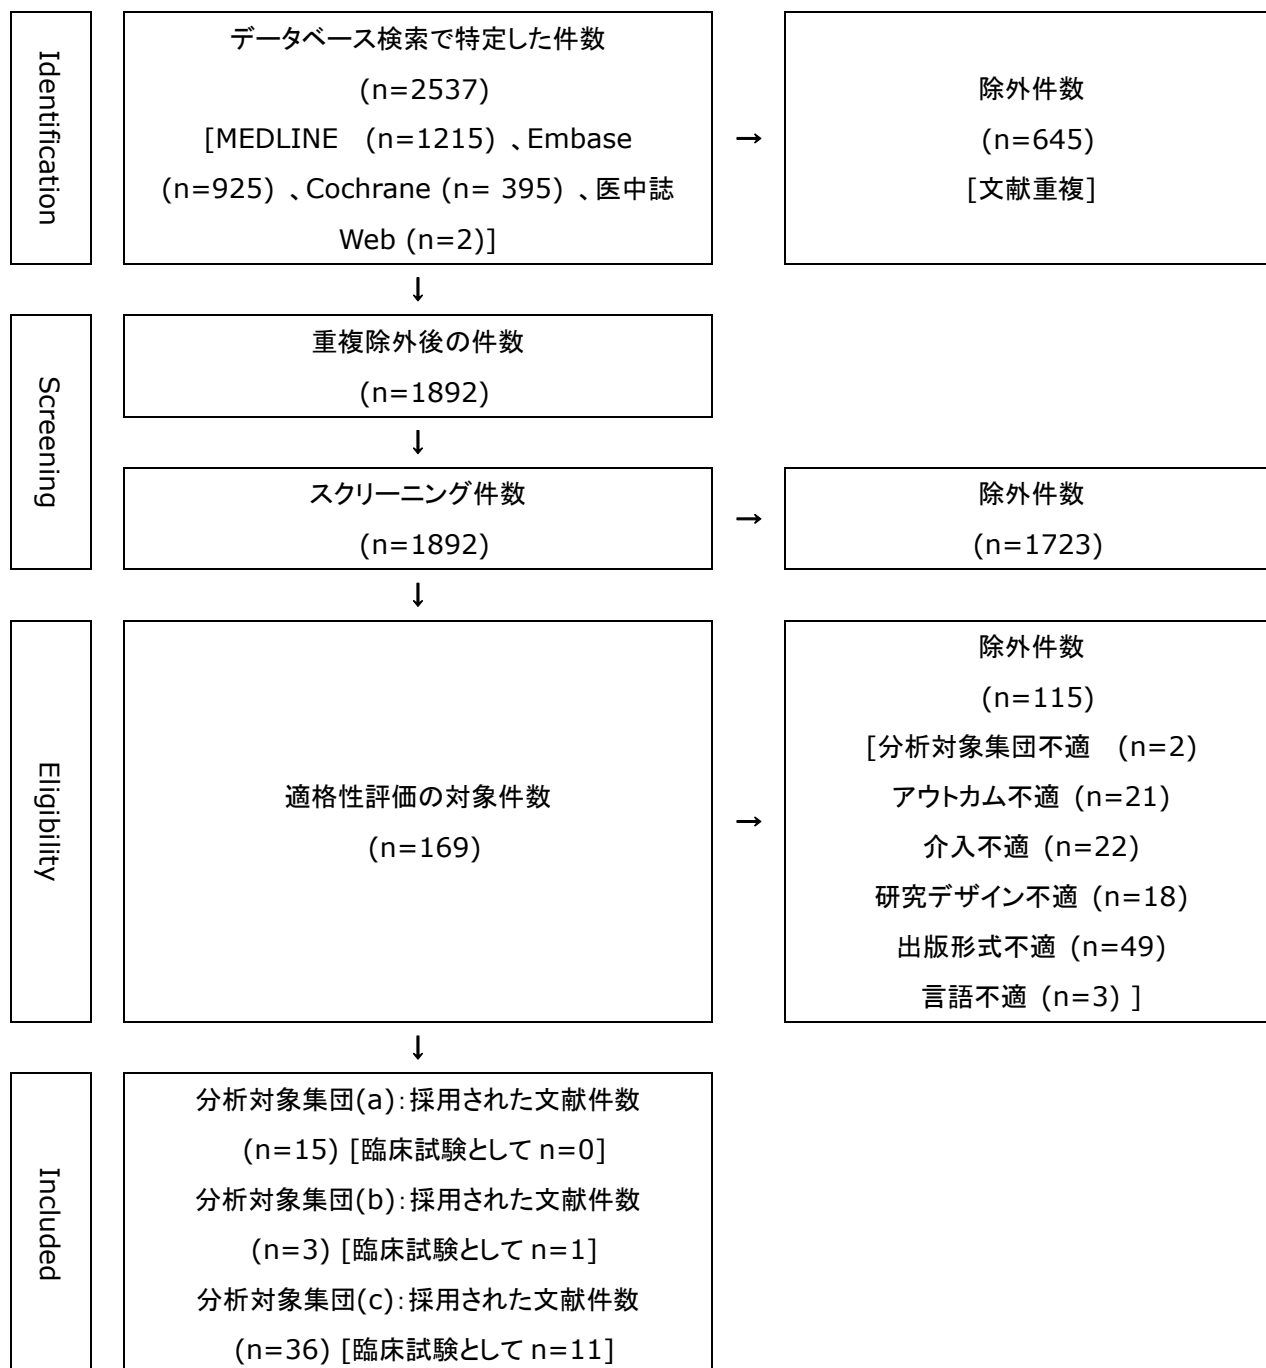 Identification
データベース検索で特定した件数
(n=2537)
[MEDLINE (n=1215) 、Embase
(n=925) 、Cochrane (n= 395) 、医中誌
Web (n=2)]
→
除外件数
(n=645)
[文献重複]
↓
Screening
重複除外後の件数
(n=1892)
↓
スクリーニング件数
(n=1892)
→
除外件数
(n=1723)
↓
Eligibility
適格性評価の対象件数
(n=169)
→
除外件数
(n=115)
[分析対象集団不適 (n=2)
アウトカム不適 (n=21)
介入不適 (n=22)
研究デザイン不適 (n=18)
出版形式不適 (n=49)
言語不適 (n=3) ]
↓
Included
分析対象集団(a):採用された文献件数
(n=15) [臨床試験として n=0]
分析対象集団(b):採用された文献件数
(n=3) [臨床試験として n=1]
分析対象集団(c):採用された文献件数
(n=36) [臨床試験として n=11]